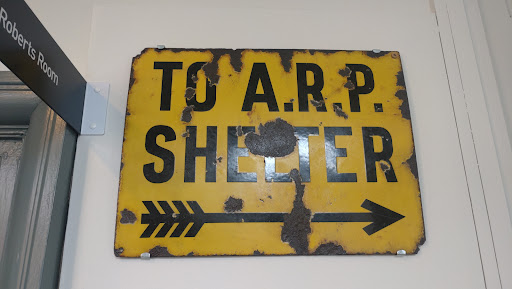 Roberts Room
TO A.R.P.
SHELTER